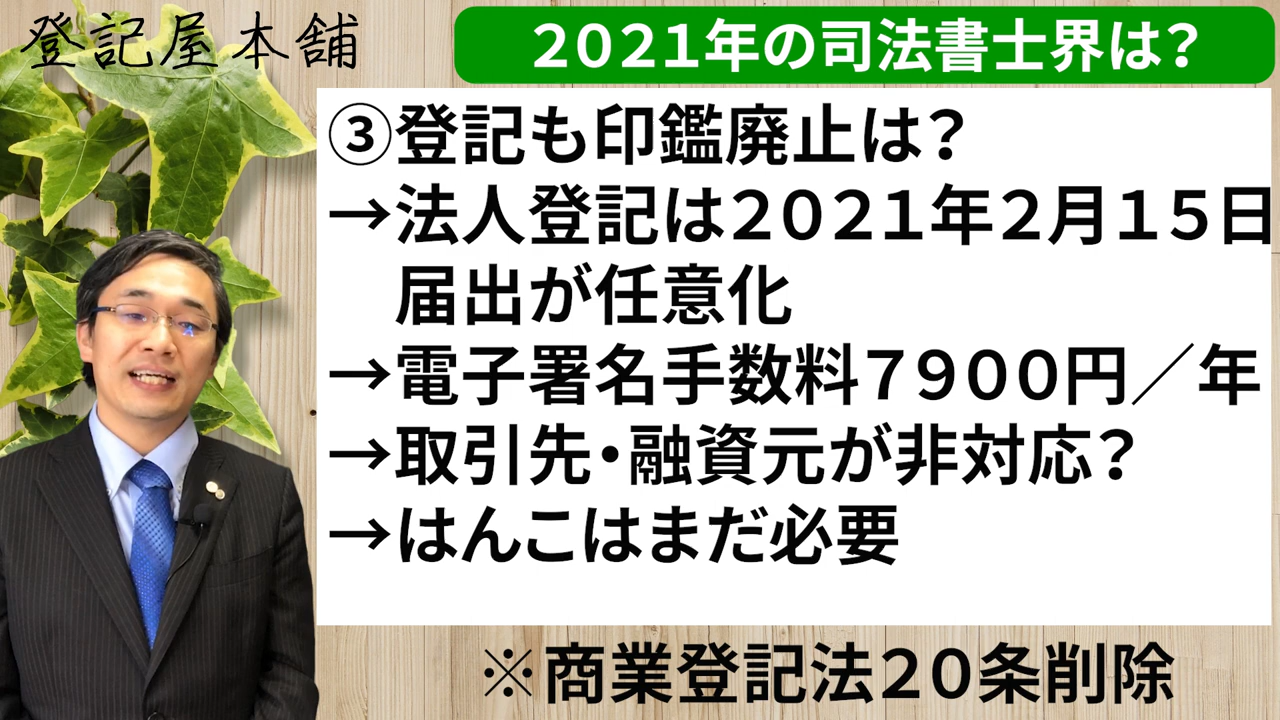 登記屋本舗
２０２１年の司法書士界は？
③登記も印鑑廃止は？
→法人登記は２０２１年２月１５日
届出が任意化
→電子署名手数料７９００円／年
→取引先・融資元が非対応？
→はんこはまだ必要
※商業登記法２０条削除